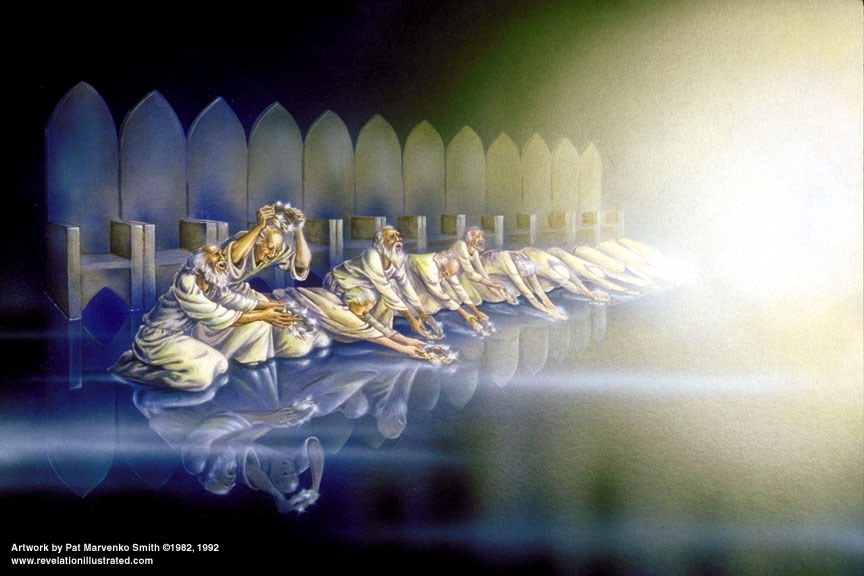 Artwork by Pat Marvenko Smith ©1982, 1992
www.revelationillustrated.com